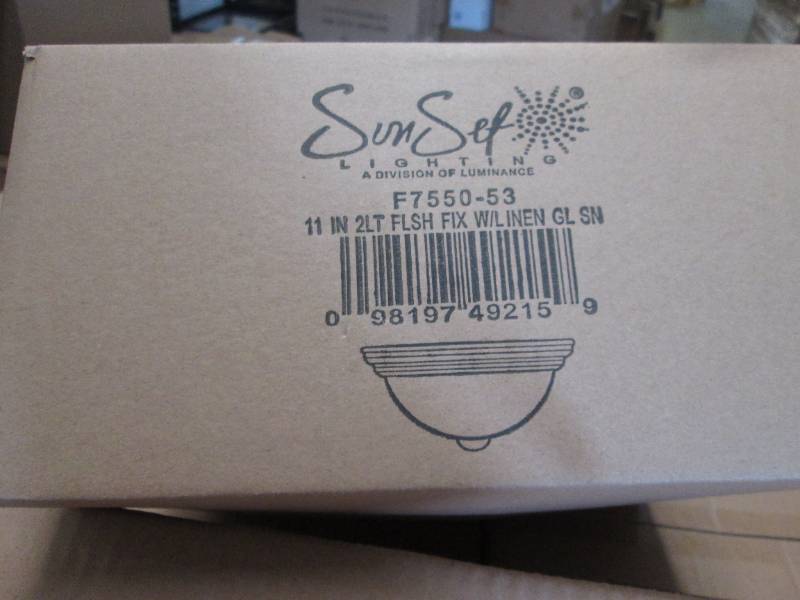 SunSet ®
LIGHTING
A DIVISION OF LUMINANCE
F7550-53
11 IN 2LT FLSH FIX W/LINEN GL SN
0 98197 49215 9